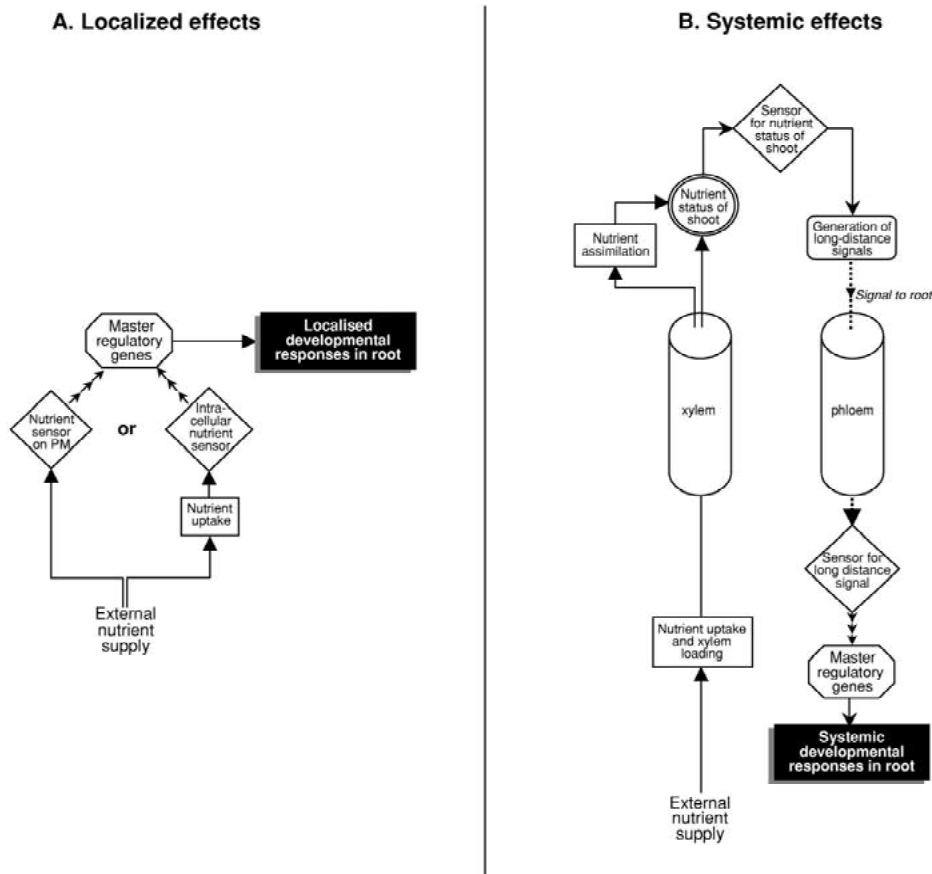 A. Localized effects
Master
regulatory
genes
Localised
developmental
responses in root
Nutrient
sensor
on PM
or
Intra-
cellular
nutrient
sensor
Nutrient
uptake
External
nutrient
supply
B. Systemic effects
Sensor
for nutrient
status of
shoot
Nutrient
status of
shoot
Nutrient
assimilation
Generation of
long-distance
signals
Signal to root
xylem
phloem
Sensor for
long distance
signal
Nutrient uptake
and xylem
loading
Master
regulatory
genes
Systemic
developmental
responses in root
External
nutrient
supply